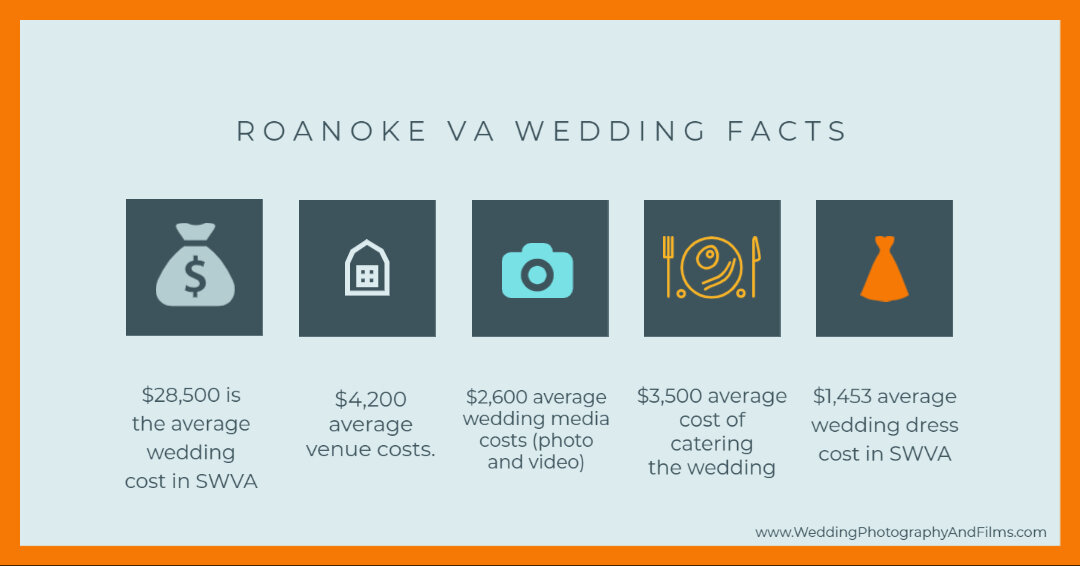 ROANOKE VA WEDDING FACTS
$
$28,500 is
the average
wedding
cost in SWVA
$4,200
average
venue costs.
$2,600 average
wedding media
costs (photo
and video)
$3,500 average
cost of
catering
the wedding
$1,453 average
wedding dress
cost in SWVA
www.WeddingPhotographyAndFilms.com